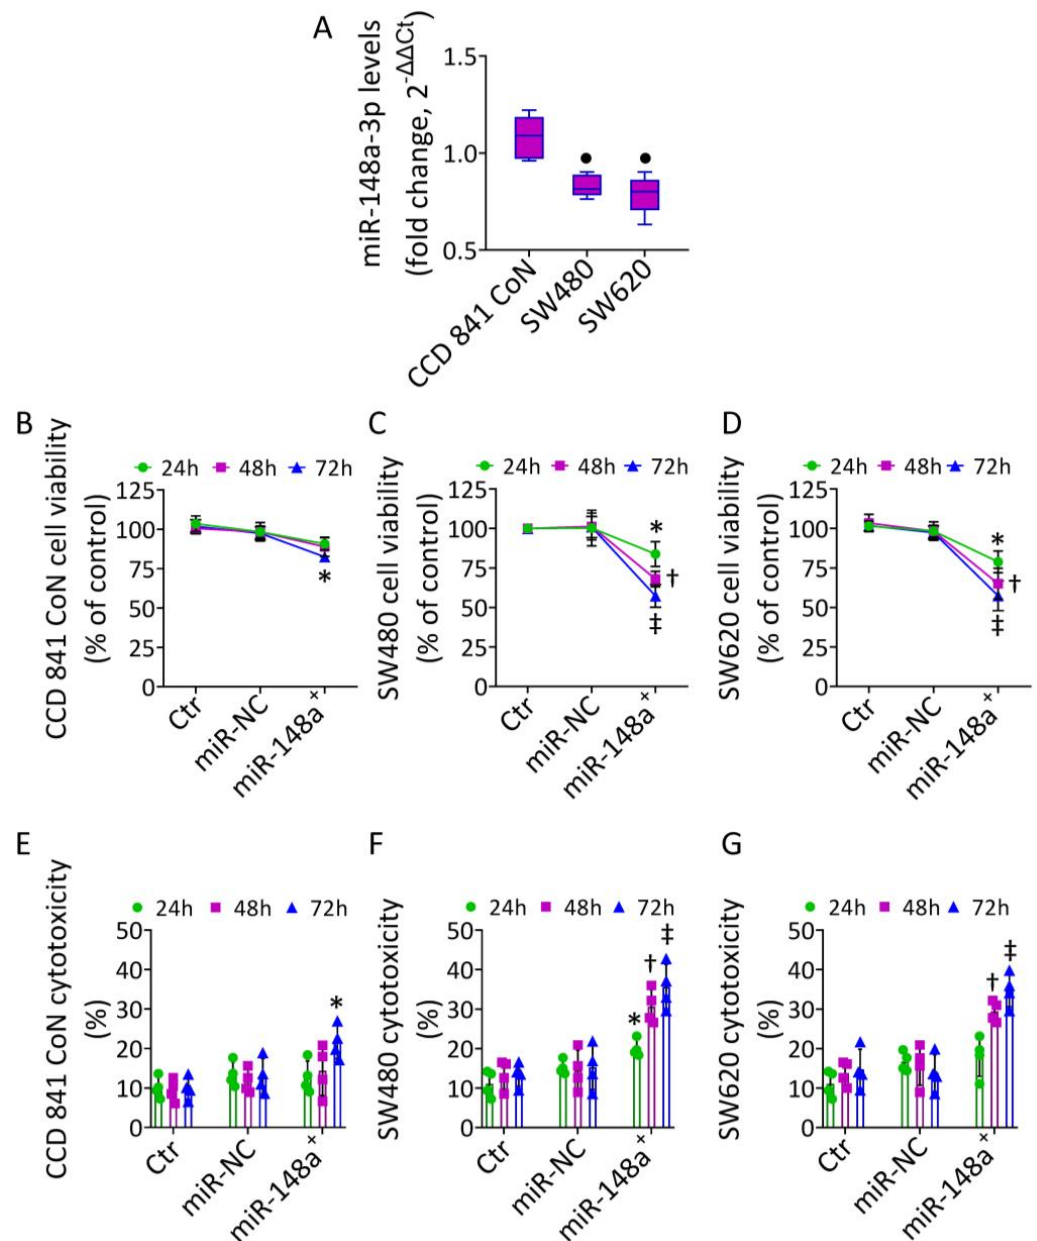 A
miR-148a-3p levels
(fold change, 2^-ΔΔCt)
1.5
1.0
0.5
CCD 841 CoN
SW480
SW620
B
CCD 841 CoN cell viability
(% of control)
24h 48h 72h
125
100
75
50
25
0
*
Ctr
miR-NC
miR-148a+
C
SW480 cell viability
(% of control)
24h 48h 72h
125
100
75
50
25
0
*
†
‡
Ctr
miR-NC
miR-148a+
D
SW620 cell viability
(% of control)
24h 48h 72h
125
100
75
50
25
0
*
†
‡
Ctr
miR-NC
miR-148a+
E
CCD 841 CoN cytotoxicity
(%)
24h 48h 72h
50
40
30
20
10
0
*
Ctr
miR-NC
miR-148a+
F
SW480 cytotoxicity
(%)
24h 48h 72h
50
40
30
20
10
0
*
†
‡
Ctr
miR-NC
miR-148a+
G
SW620 cytotoxicity
(%)
24h 48h 72h
50
40
30
20
10
0
†
‡
Ctr
miR-NC
miR-148a+